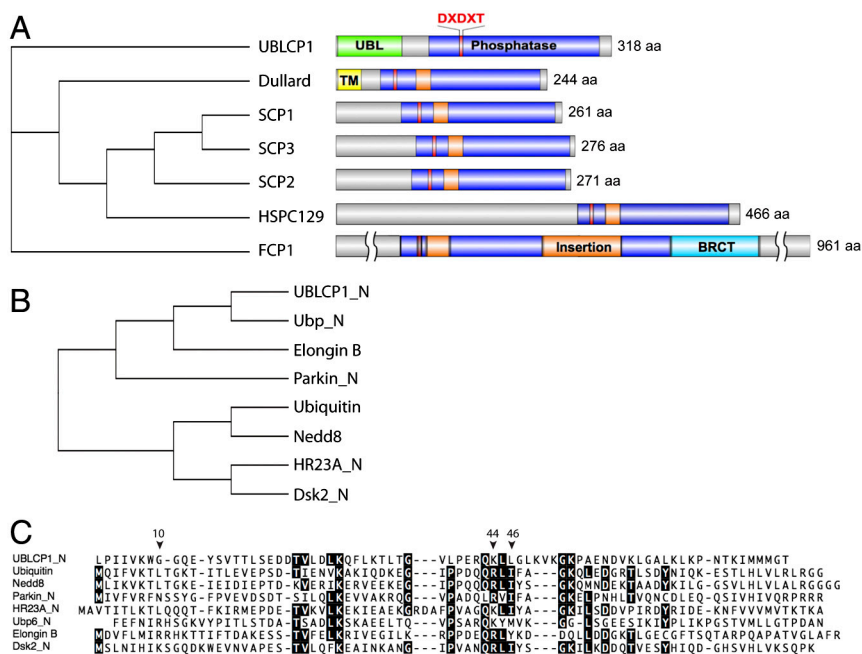 A
DXDXT
UBLCP1 UBL Phosphatase 318 aa
Dullard TM 244 aa
SCP1 261 aa
SCP3 276 aa
SCP2 271 aa
HSPC129 466 aa
FCP1 Insertion BRCT 961 aa
B
UBLCP1_N
Ubp_N
Elongin B
Parkin_N
Ubiquitin
Nedd8
HR23A_N
Dsk2_N
C
10 44 46
UBLCP1_N LPIIVKWG-GQE-YSVTTLSEDDTVLDLKQFLKTLTG---VLPERQKLLGLKVKGKPAENDVKLGALKLKP-NTKIMMMGT
Ubiquitin MQIFVKTLTGKT-ITLEVEPSD-TIENVKAKIQDKEG---IPPDQQRLIFA---GKQLEDGRTLSDYNIQK-ESTLHLVLRLRGG
Nedd8 MLIKVKTLTGKE-IEIDIEPTD-KVERIKERVEEKEG---IPPQQQRLIYS---GKQMNDEKTAADYKILG-GSVLHLVLALRGGGG
Parkin_N MIVFVRFNSSYG-FPVEVDSDT-SILQLKEVVAKRQG---VPADQLRVIFA---GKELPNHLTVQNCDLEQ-QSIVHIVQRPRRR
HR23A_N MAVTITLKTLQQQT-FKIRMEPDE-TVKVLKEKIEAEKGRDAFPVAGQKLIYA---GKILSDDVPIRDYRIDE-KNFVVVMVTKTKA
Ubp6_N FEFNIRHSGKVYPITLSTDA-TSADLKSKAEELTQ---VPSARQKYMVK---GG-LSGEESIKIYPLIKPGSTVMLLGTPDAN
Elongin B MDVFLMIRRHKTTIFTDAKESS-TVFELKRIVEGILK---RPPDEQRLYKD---DQLLDDGKTLGECGFTSQTARPQAPATVGLAFR
Dsk2_N MSLNIHIKSGQDKWEVNVAPES-TVLQFKEAINKANG---IPVANQRLIYS---GKILKDDQTVESYHIQD-GHSVHLVKSQPK